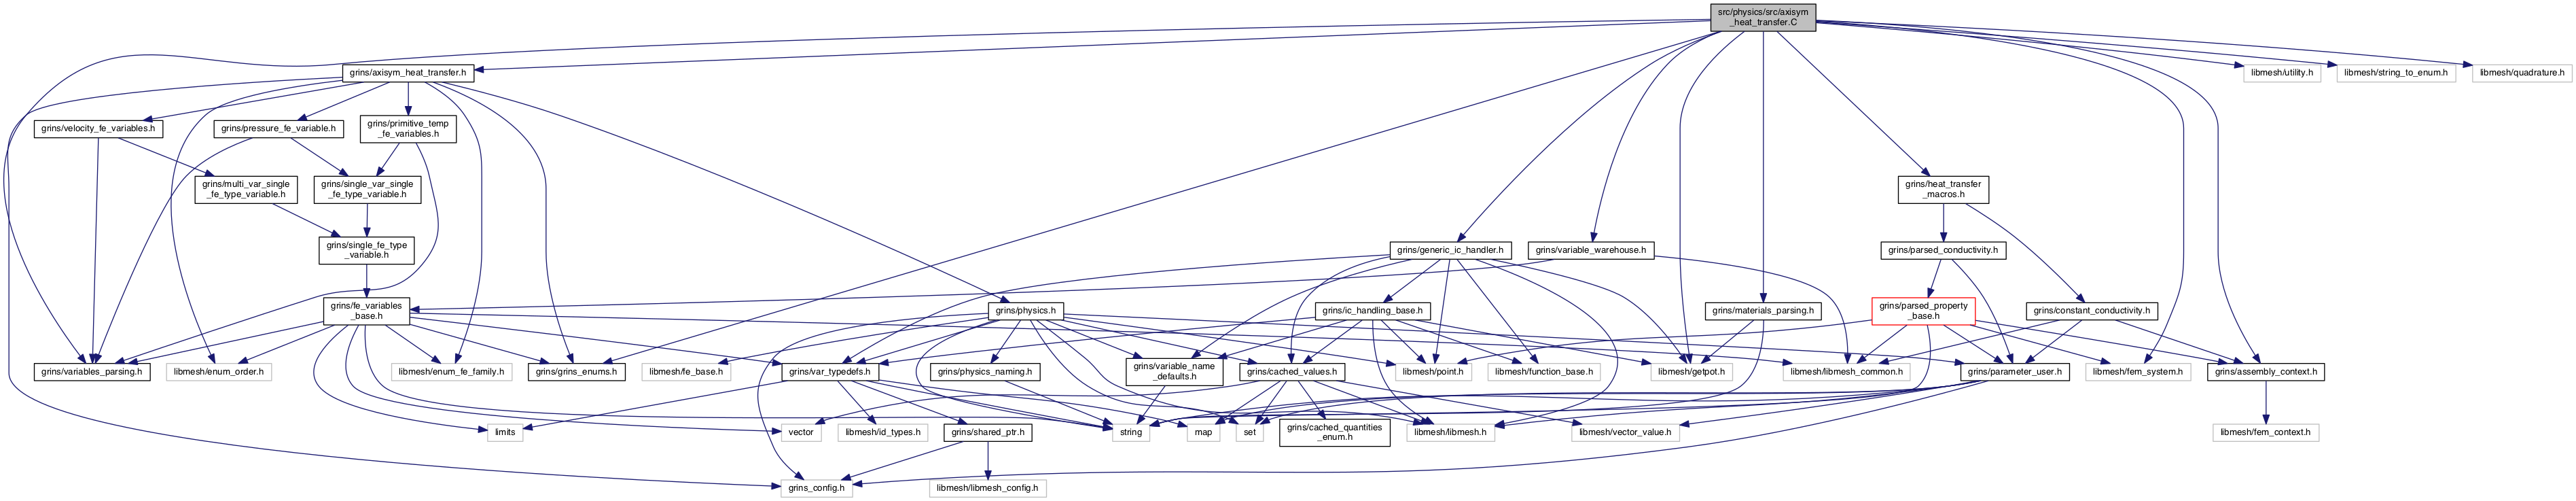 src/physics/src/axisym
_heat_transfer.C
grins/axisym_heat_transfer.h
libmesh/utility.h
libmesh/string_to_enum.h
libmesh/quadrature.h
grins/velocity_fe_variables.h
grins/pressure_fe_variable.h
grins/primitive_temp
_fe_variables.h
grins/multi_var_single
_fe_type_variable.h
grins/single_var_single
_fe_type_variable.h
grins/heat_transfer
_macros.h
grins/single_fe_type
_variable.h
grins/generic_ic_handler.h
grins/variable_warehouse.h
grins/parsed_conductivity.h
grins/fe_variables
_base.h
grins/physics.h
grins/ic_handling_base.h
grins/materials_parsing.h
grins/parsed_property
_base.h
grins/constant_conductivity.h
grins/variables_parsing.h
libmesh/enum_order.h
libmesh/enum_fe_family.h
grins/grins_enums.h
libmesh/fe_base.h
grins/var_typedefs.h
grins/physics_naming.h
grins/variable_name
_defaults.h
grins/cached_values.h
libmesh/point.h
libmesh/function_base.h
libmesh/getpot.h
libmesh/libmesh_common.h
grins/parameter_user.h
libmesh/fem_system.h
grins/assembly_context.h
limits
vector
libmesh/id_types.h
grins/shared_ptr.h
string
map
set
grins/cached_quantities
_enum.h
libmesh/libmesh.h
libmesh/vector_value.h
libmesh/fem_context.h
grins_config.h
libmesh/libmesh_config.h